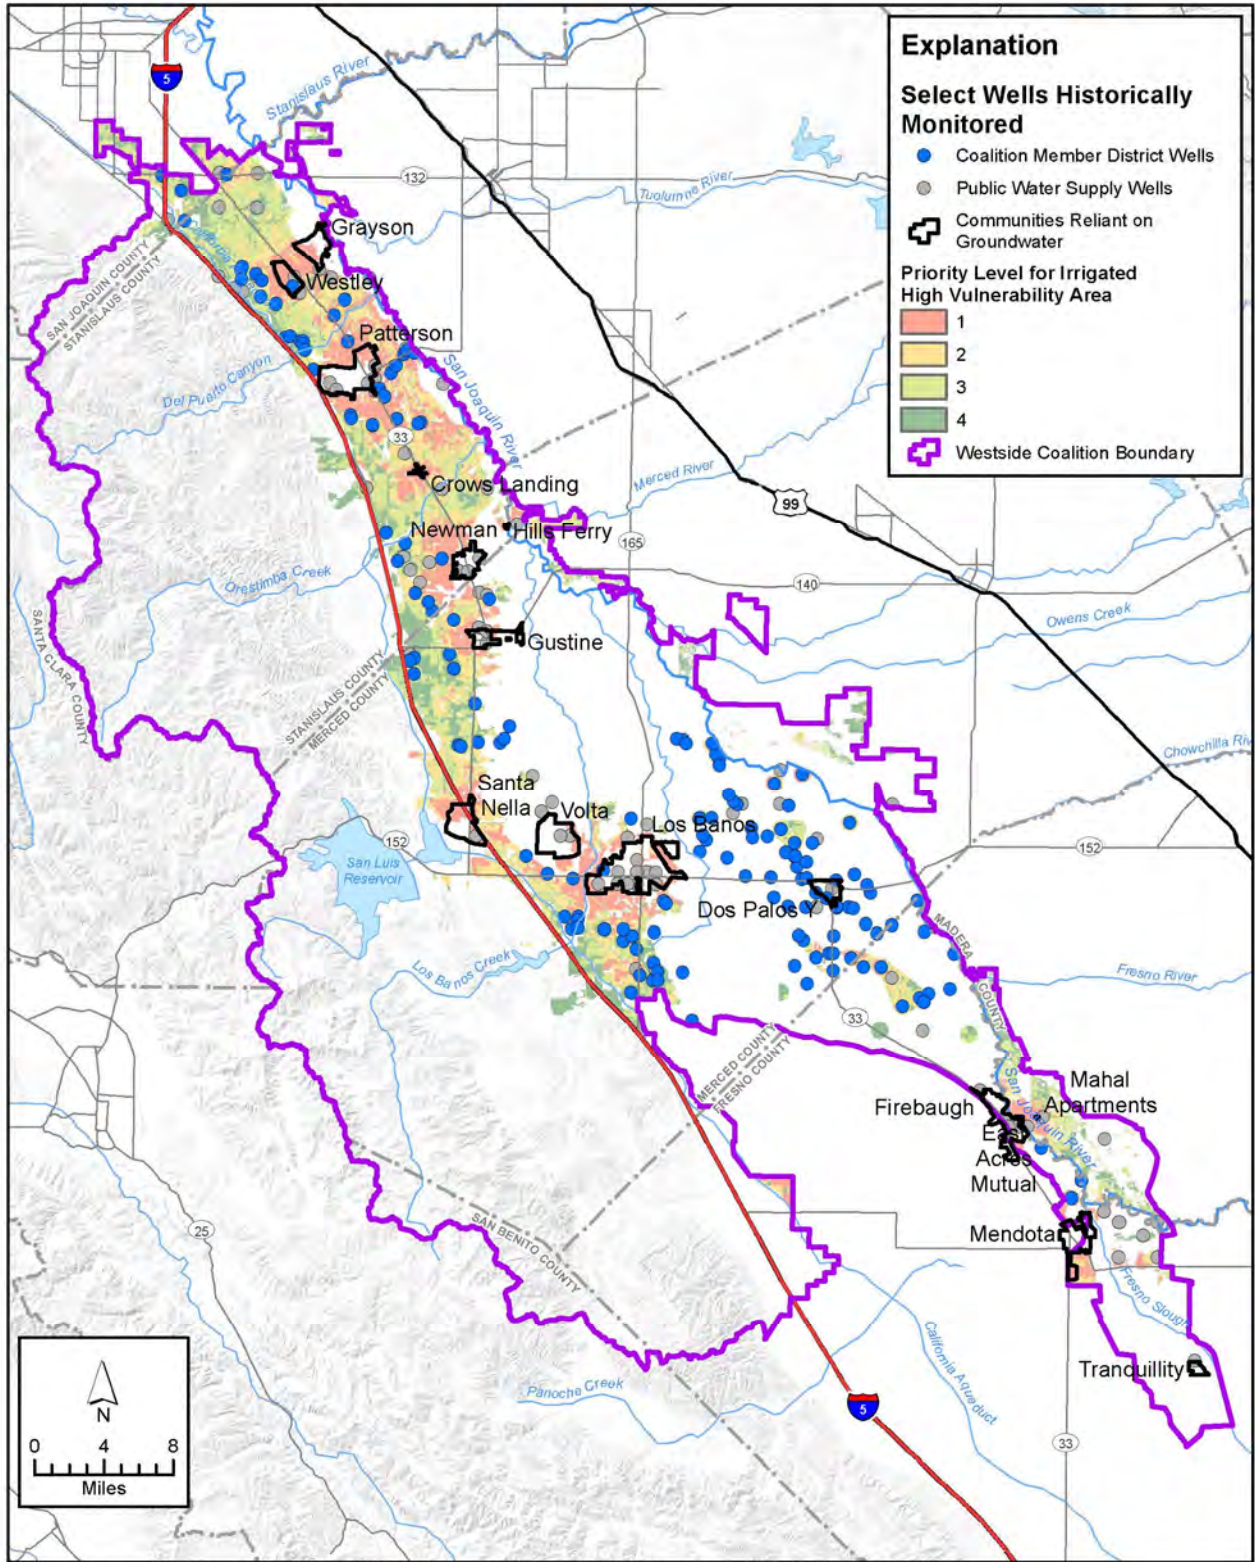 Explanation
Select Wells Historically
Monitored
Coalition Member District Wells
Public Water Supply Wells
Communities Reliant on
Groundwater
Priority Level for Irrigated
High Vulnerability Area
1
2
3
4
Westside Coalition Boundary
5
Stanislaus River
132
Tuolumne River
Grayson
California
SAN JOAQUIN COUNTY
STANISLAUS COUNTY
Westley
Patterson
Del Puerto Canyon
San Joaquin River
33
Merced River
Crows Landing
99
Newman
Hills Ferry
165
140
Orestimba Creek
Owens Creek
SANTA CLARA COUNTY
Gustine
STANISLAUS COUNTY
MERCED COUNTY
Chowchilla Riv
Santa
Nella
Volta
Los Banos
152
152
San Luis
Reservoir
Dos Palos Y
MADERA
COUNTY
Los Banos Creek
Fresno River
33
MERCED COUNTY
FRESNO COUNTY
Mahal
Apartments
Firebaugh
San Joaquin River
East
Acres
Mutual
SAN BENITO COUNTY
25
Mendota
Fresno Slough
California Aqueduct
Tranquillity
Panoche Creek
5
33
N
0 4 8
Miles